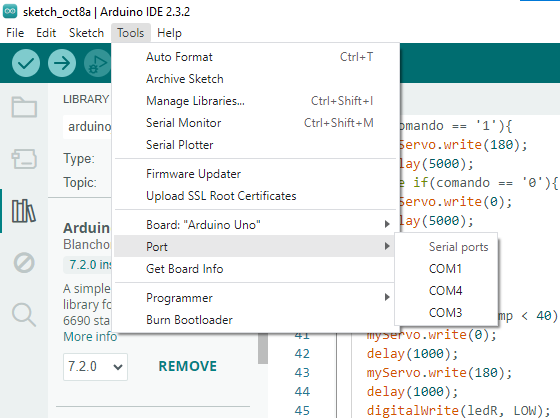 sketch_oct8a | Arduino IDE 2.3.2
File Edit Sketch Tools Help
Auto Format Ctrl+T
Archive Sketch
Manage Libraries... Ctrl+Shift+I
Serial Monitor Ctrl+Shift+M
Serial Plotter
Firmware Updater
Upload SSL Root Certificates
Board: "Arduino Uno"
Port
Get Board Info
Programmer
Burn Bootloader
Serial ports
COM1
COM4
COM3
LIBRARY
arduino
Type:
Topic:
Arduin
Blancho
7.2.0 ins
A simple
library fo
6690 sta
More info
7.2.0
REMOVE
comando == '1'){
Servo.write(180);
lay(5000);
e if(comando == '0'){
Servo.write(0);
lay(5000);
mp < 40)
41 myServo.write(0);
42 delay(1000);
43 myServo.write(180);
44 delay(1000);
45 digitalWrite(ledR, LOW);